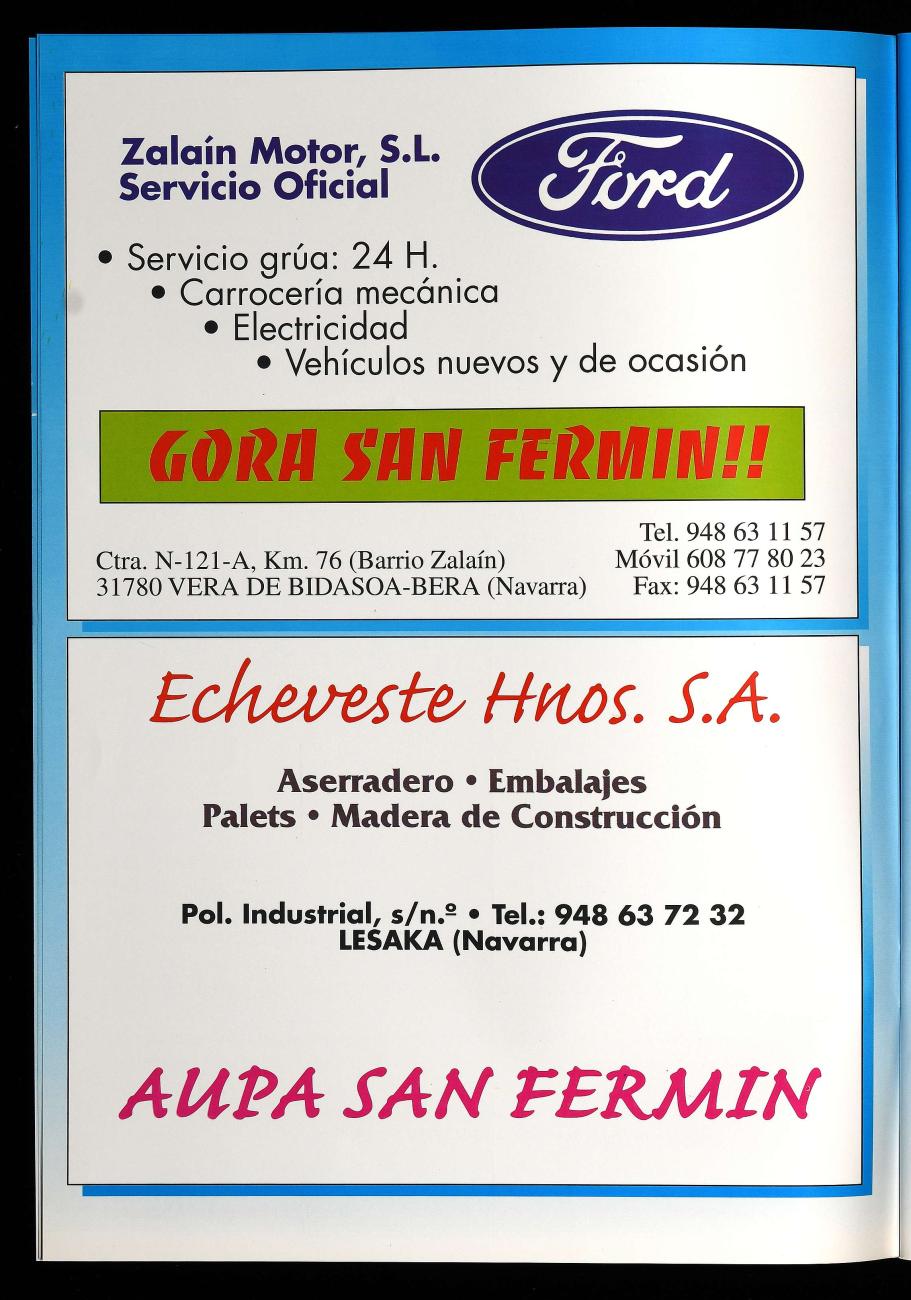 Zalaín Motor, S.L.
Servicio Oficial
Ford
• Servicio grúa: 24 H.
• Carrocería mecánica
• Electricidad
• Vehículos nuevos y de ocasión
GORA SAN FERMIN!!
Ctra. N-121-A, Km. 76 (Barrio Zalaín)
31780 VERA DE BIDASOA-BERA (Navarra)
Tel. 948 63 11 57
Móvil 608 77 80 23
Fax: 948 63 11 57
Echeveste Hnos. S.A.
Aserradero • Embalajes
Palets • Madera de Construcción
Pol. Industrial, s/n.º • Tel.: 948 63 72 32
LESAKA (Navarra)
AUPA SAN FERMIN